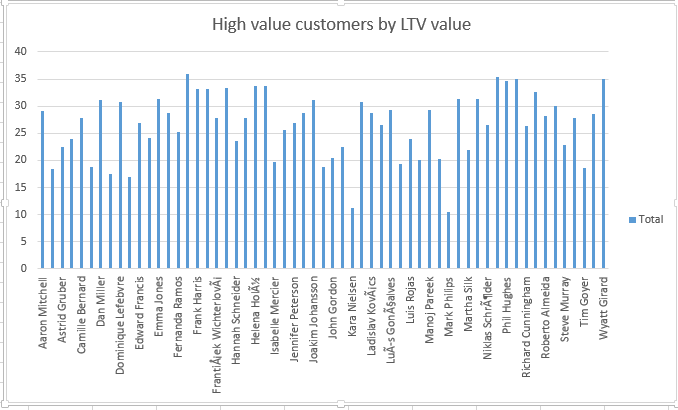 High value customers by LTV value
40
35
30
25
20
15
10
5
0
Total
Aaron Mitchell
Astrid Gruber
Camille Bernard
Dan Miller
Dominique Lefebvre
Edward Francis
Emma Jones
Fernanda Ramos
Frank Harris
FrantiÅ¡ek WichterlovÃ¡
Hannah Schneider
Helena HolÃ½
Isabelle Mercier
Jennifer Peterson
Joakim Johansson
John Gordon
Kara Nielsen
Ladislav KovÃ¡cs
LuÃ­s GonÃ§alves
Luis Rojas
Manoj Pareek
Mark Philips
Martha Silk
Niklas SchrÃ¶der
Phil Hughes
Richard Cunningham
Roberto Almeida
Steve Murray
Tim Goyer
Wyatt Girard